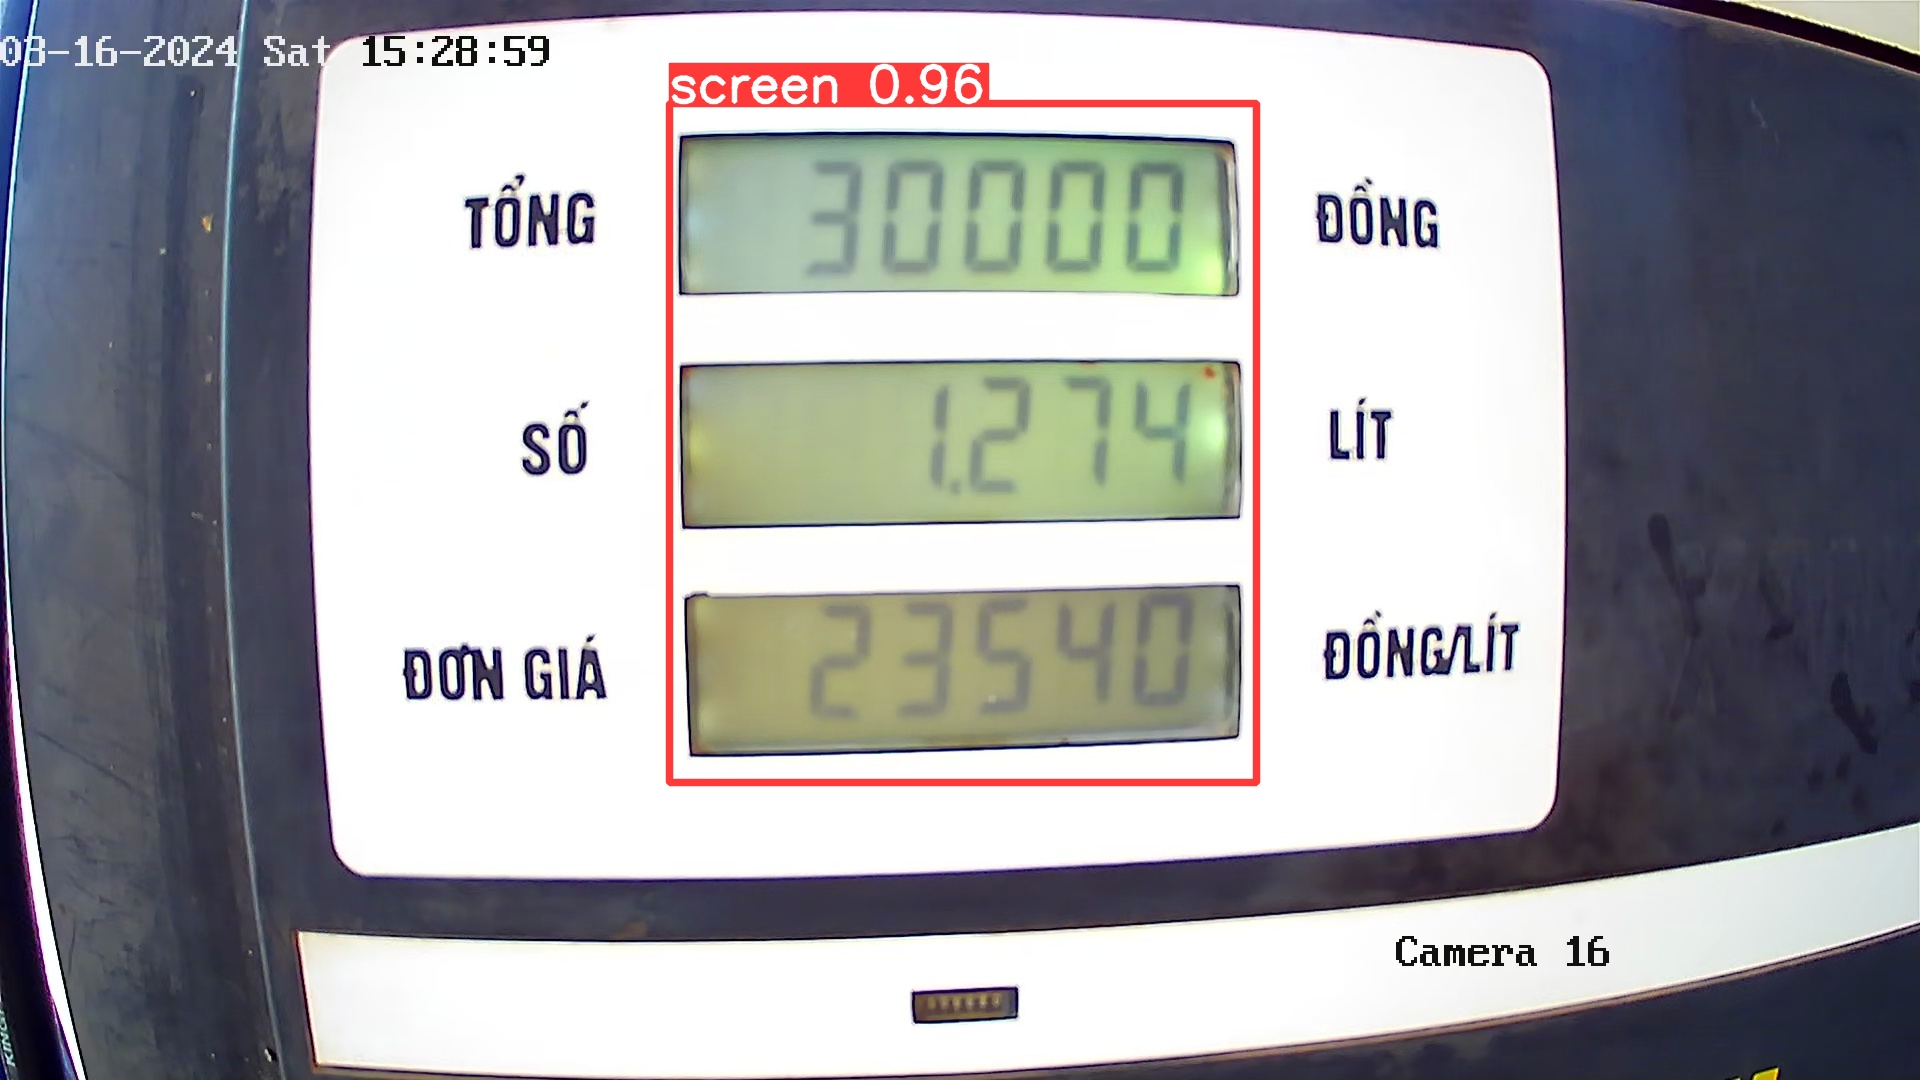 03-16-2024 Sat 15:28:59
screen 0.96
TỔNG 30000 ĐỒNG
SỐ 1.274 LÍT
ĐƠN GIÁ 23540 ĐỒNG/LÍT
Camera 16